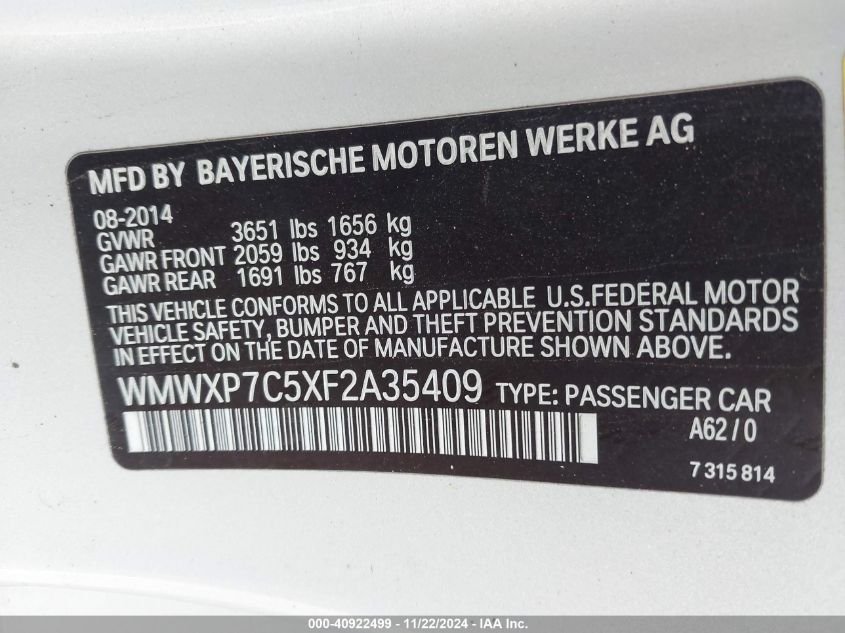 MFD BY BAYERISCHE MOTOREN WERKE AG
08-2014
GVWR 3651 lbs 1656 kg
GAWR FRONT 2059 lbs 934 kg
GAWR REAR 1691 lbs 767 kg
THIS VEHICLE CONFORMS TO ALL APPLICABLE U.S.FEDERAL MOTOR
VEHICLE SAFETY, BUMPER AND THEFT PREVENTION STANDARDS
IN EFFECT ON THE DATE OF MANUFACTURE SHOWN ABOVE.
WMWXP7C5XF2A35409 TYPE: PASSENGER CAR
A62/0
7 315 814
000-40922499 - 11/22/2024 - IAA Inc.